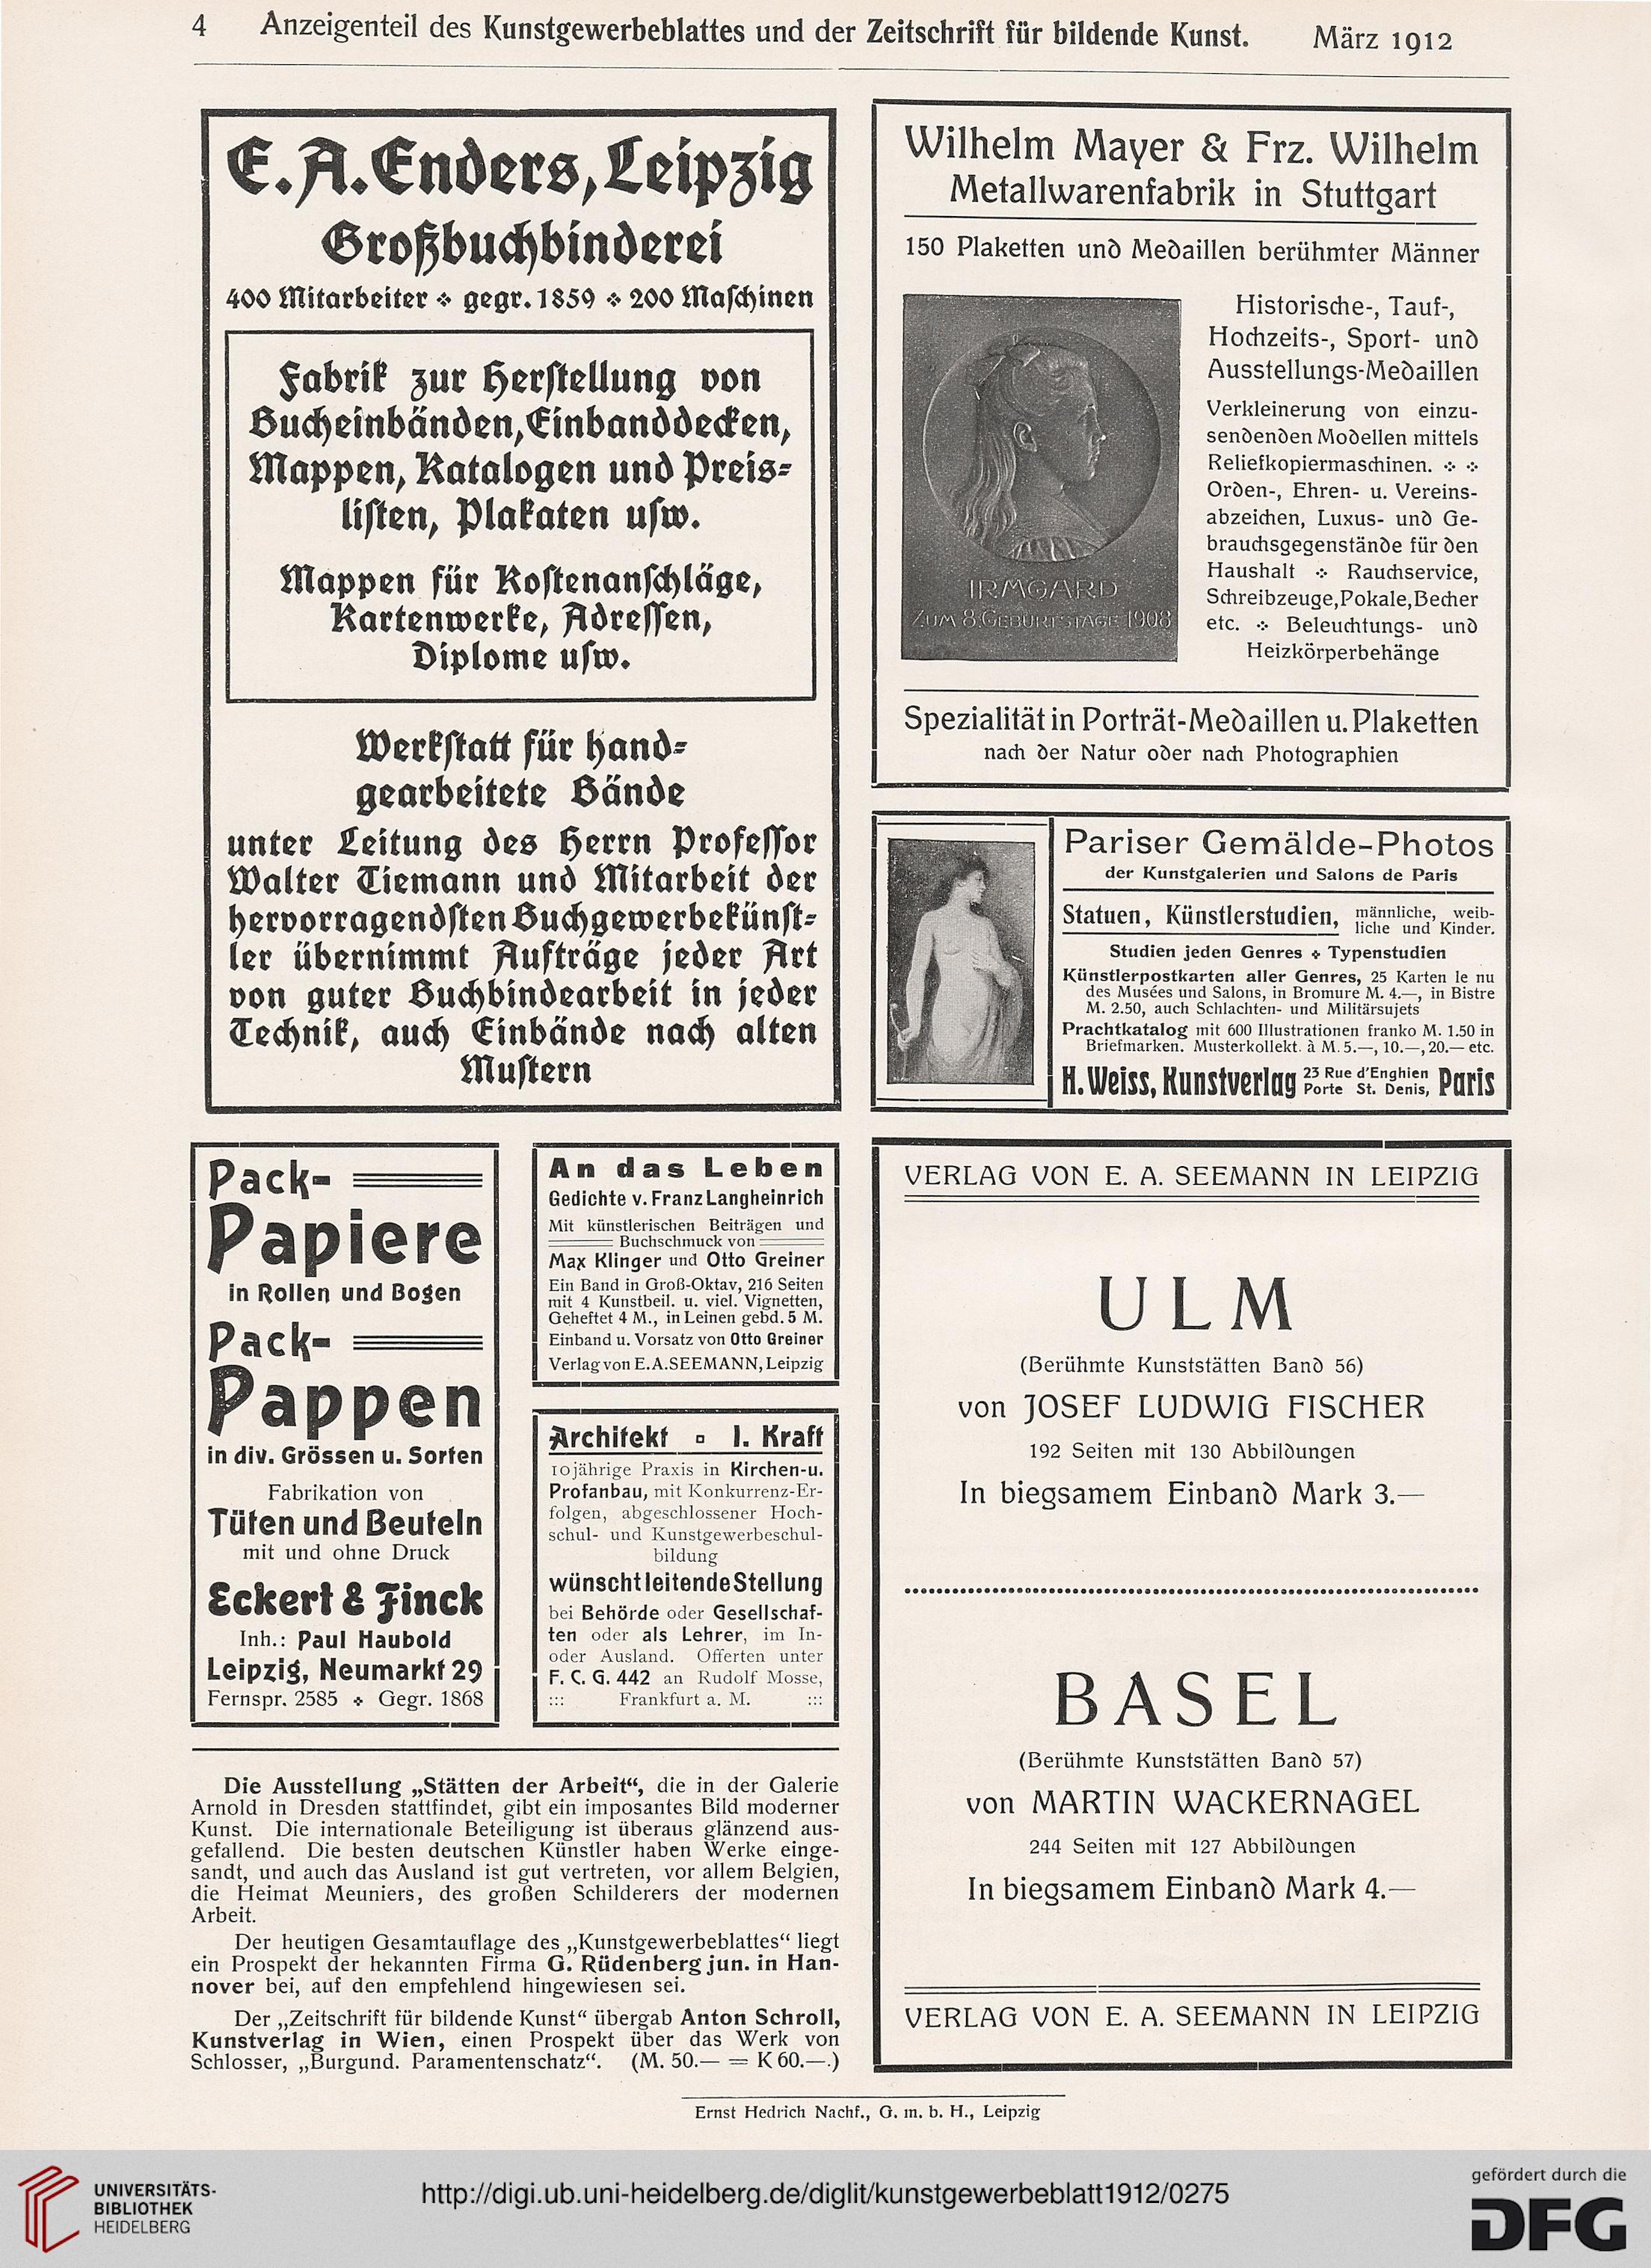 4 Anzeigenteil des Kunstgewerbeblattes und der Zeitschrift für bildende Kunst. März 1912
E. A. Enders, Leipzig
Großbuchbinderei
400 Mitarbeiter ❖ gegr. 1859 ❖ 200 Maschinen
Fabrik zur Herstellung von
Bucheinbänden, Einbanddecken,
Mappen, Katalogen und Preis-
listen, Plakaten usw.
Mappen für Kostenanschläge,
Kartenwerke, Adressen,
Diplome usw.
Werkstatt für hand-
gearbeitete Bände
unter Leitung des Herrn Professor
Walter Tiemann und Mitarbeit der
hervorragendsten Buchgewerbekünst-
ler übernimmt Aufträge jeder Art
von guter Buchbindearbeit in jeder
Technik, auch Einbände nach alten
Mustern
Wilhelm Mayer & Frz. Wilhelm
Metallwarenfabrik in Stuttgart
150 Plaketten und Medaillen berühmter Männer
IRMGARD
ZUM 8. GEBURTSTAGE 1908
Historische-, Tauf-,
Hochzeits-, Sport- und
Ausstellungs-Medaillen
Verkleinerung von einzu-
sendenden Modellen mittels
Reliefkopiermaschinen. ❖ ❖
Orden-, Ehren- u. Vereins-
abzeichen, Luxus- und Ge-
brauchsgegenstände für den
Haushalt ❖ Rauchservice,
Schreibzeuge, Pokale, Becher
etc. ❖ Beleuchtungs- und
Heizkörperbehänge
Spezialität in Porträt-Medaillen u. Plaketten
nach der Natur oder nach Photographien
Pariser Gemälde-Photos
der Kunstgalerien und Salons de Paris
Statuen, Künstlerstudien, männliche, weib-
liche und Kinder.
Studien jeden Genres ❖ Typenstudien
Künstlerpostkarten aller Genres, 25 Karten le nu
des Musées und Salons, in Bromure M. 4.—, in Bistre
M. 2.50, auch Schlachten- und Militärsujets
Prachtkatalog mit 600 Illustrationen franko M. 1.50 in
Briefmarken. Musterkollekt. à M. 5.—, 10.—, 20.— etc.
H. Weiss, Kunstverlag 23 Rue d'Enghien
Porte St. Denis, Paris
Pack-
Papiere
in Rollen und Bogen
Pack-
Pappen
in div. Grössen u. Sorten
Fabrikation von
Tüten und Beuteln
mit und ohne Druck
Eckert & Finck
Inh.: Paul Haubold
Leipzig, Neumarkt 29
Fernspr. 2585 ❖ Gegr. 1868
An das Leben
Gedichte v. Franz Langheinrich
Mit künstlerischen Beiträgen und
Buchschmuck von
Max Klinger und Otto Greiner
Ein Band in Groß-Oktav, 216 Seiten
mit 4 Kunstbeil. u. viel. Vignetten,
Geheftet 4 M., in Leinen gebd. 5 M.
Einband u. Vorsatz von Otto Greiner
Verlag von E. A. SEEMANN, Leipzig
Architekt ▫ I. Kraft
10jährige Praxis in Kirchen-u.
Profanbau, mit Konkurrenz-Er-
folgen, abgeschlossener Hoch-
schul- und Kunstgewerbeschul-
bildung
wünscht leitende Stellung
bei Behörde oder Gesellschaf-
ten oder als Lehrer, im In-
oder Ausland. Offerten unter
F. C. G. 442 an Rudolf Mosse,
::: Frankfurt a. M. :::
Die Ausstellung „Stätten der Arbeit“, die in der Galerie
Arnold in Dresden stattfindet, gibt ein imposantes Bild moderner
Kunst. Die internationale Beteiligung ist überaus glänzend aus-
gefallend. Die besten deutschen Künstler haben Werke einge-
sandt, und auch das Ausland ist gut vertreten, vor allem Belgien,
die Heimat Meuniers, des großen Schilderers der modernen
Arbeit.
Der heutigen Gesamtauflage des „Kunstgewerbeblattes“ liegt
ein Prospekt der bekannten Firma G. Rüdenberg jun. in Han-
nover bei, auf den empfehlend hingewiesen sei.
Der „Zeitschrift für bildende Kunst“ übergab Anton Schroll,
Kunstverlag in Wien, einen Prospekt über das Werk von
Schlosser, „Burgund. Paramentenschatz“. (M. 50.— = K 60.—.)
VERLAG VON E. A. SEEMANN IN LEIPZIG
ULM
(Berühmte Kunststätten Band 56)
von JOSEF LUDWIG FISCHER
192 Seiten mit 130 Abbildungen
In biegsamem Einband Mark 3.—
BASEL
(Berühmte Kunststätten Band 57)
von MARTIN WACKERNAGEL
244 Seiten mit 127 Abbildungen
In biegsamem Einband Mark 4.—
VERLAG VON E. A. SEEMANN IN LEIPZIG
Ernst Hedrich Nachf., G. m. b. H., Leipzig
UNIVERSITÄTS-
BIBLIOTHEK
HEIDELBERG
http://digi.ub.uni-heidelberg.de/diglit/kunstgewerbeblatt1912/0275
gefördert durch die
DFG